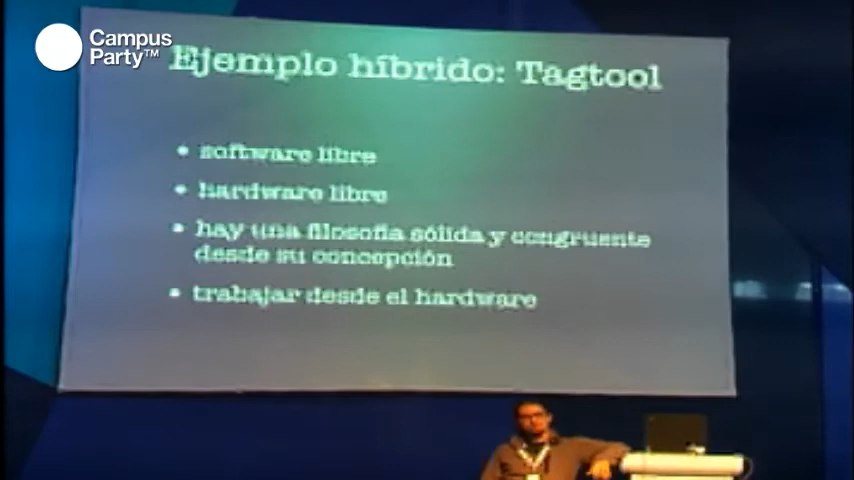 Campus
Party™
Ejemplo híbrido: Tagtool
• software libre
• hardware libre
• hay una filosofía sólida y congruente
desde su concepción
• trabajar desde el hardware